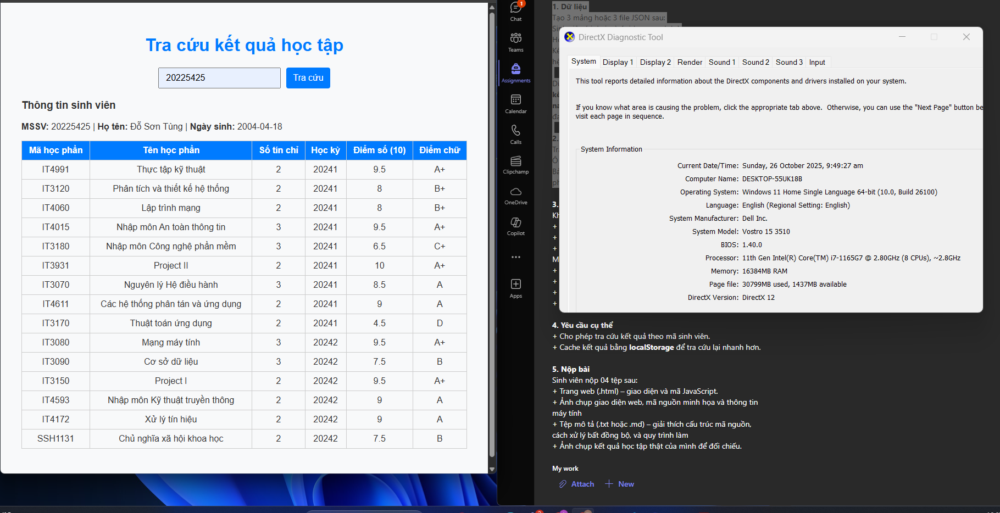 Tra cứu kết quả học tập
20225425
Tra cứu
Thông tin sinh viên
MSSV: 20225425 | Họ tên: Đỗ Sơn Tùng | Ngày sinh: 2004-04-18
Mã học phần Tên học phần Số tín chỉ Học kỳ Điểm số (10) Điểm chữ
IT4991 Thực tập kỹ thuật 2 20241 9.5 A+
IT3120 Phân tích và thiết kế hệ thống 2 20241 8 B+
IT4060 Lập trình mạng 2 20241 8 B+
IT4015 Nhập môn An toàn thông tin 3 20241 9.5 A+
IT3180 Nhập môn Công nghệ phần mềm 3 20241 6.5 C+
IT3931 Project II 2 20241 10 A+
IT3070 Nguyên lý Hệ điều hành 3 20241 8.5 A
IT4611 Các hệ thống phân tán và ứng dụng 2 20241 9 A
IT3170 Thuật toán ứng dụng 2 20241 4.5 D
IT3080 Mạng máy tính 3 20242 9.5 A+
IT3090 Cơ sở dữ liệu 3 20242 7.5 B
IT3150 Project I 2 20242 9.5 A+
IT4593 Nhập môn Kỹ thuật truyền thông 2 20242 9 A
IT4172 Xử lý tín hiệu 2 20242 9 A
SSH1131 Chủ nghĩa xã hội khoa học 2 20242 7.5 B
1
Chat
Teams
Assignments
Calendar
Calls
Clipchamp
OneDrive
Copilot
Apps
1. Dữ liệu
Tạo 3 mảng hoặc 3 file JSON sau:
DirectX Diagnostic Tool
System Display 1 Display 2 Render Sound 1 Sound 2 Sound 3 Input
This tool reports detailed information about the DirectX components and drivers installed on your system.
If you know what area is causing the problem, click the appropriate tab above. Otherwise, you can use the "Next Page" button be
visit each page in sequence.
System Information
Current Date/Time: Sunday, 26 October 2025, 9:49:27 am
Computer Name: DESKTOP-55UK18B
Operating System: Windows 11 Home Single Language 64-bit (10.0, Build 26100)
Language: English (Regional Setting: English)
System Manufacturer: Dell Inc.
System Model: Vostro 15 3510
BIOS: 1.40.0
Processor: 11th Gen Intel(R) Core(TM) i7-1165G7 @ 2.80GHz (8 CPUs), ~2.8GHz
Memory: 16384MB RAM
Page file: 30799MB used, 1437MB available
DirectX Version: DirectX 12
2.
3.
4. Yêu cầu cụ thể
+ Cho phép tra cứu kết quả theo mã sinh viên.
+ Cache kết quả bằng localStorage để tra cứu lại nhanh hơn.
5. Nộp bài
Sinh viên nộp 04 tệp sau:
+ Trang web (.html) – giao diện và mã JavaScript.
+ Ảnh chụp giao diện web, mã nguồn minh họa và thông tin
máy tính
+ Tệp mô tả (.txt hoặc .md) – giải thích cấu trúc mã nguồn,
cách xử lý bất đồng bộ, và quy trình làm
+ Ảnh chụp kết quả học tập thật của mình để đối chiếu.
My work
Attach New